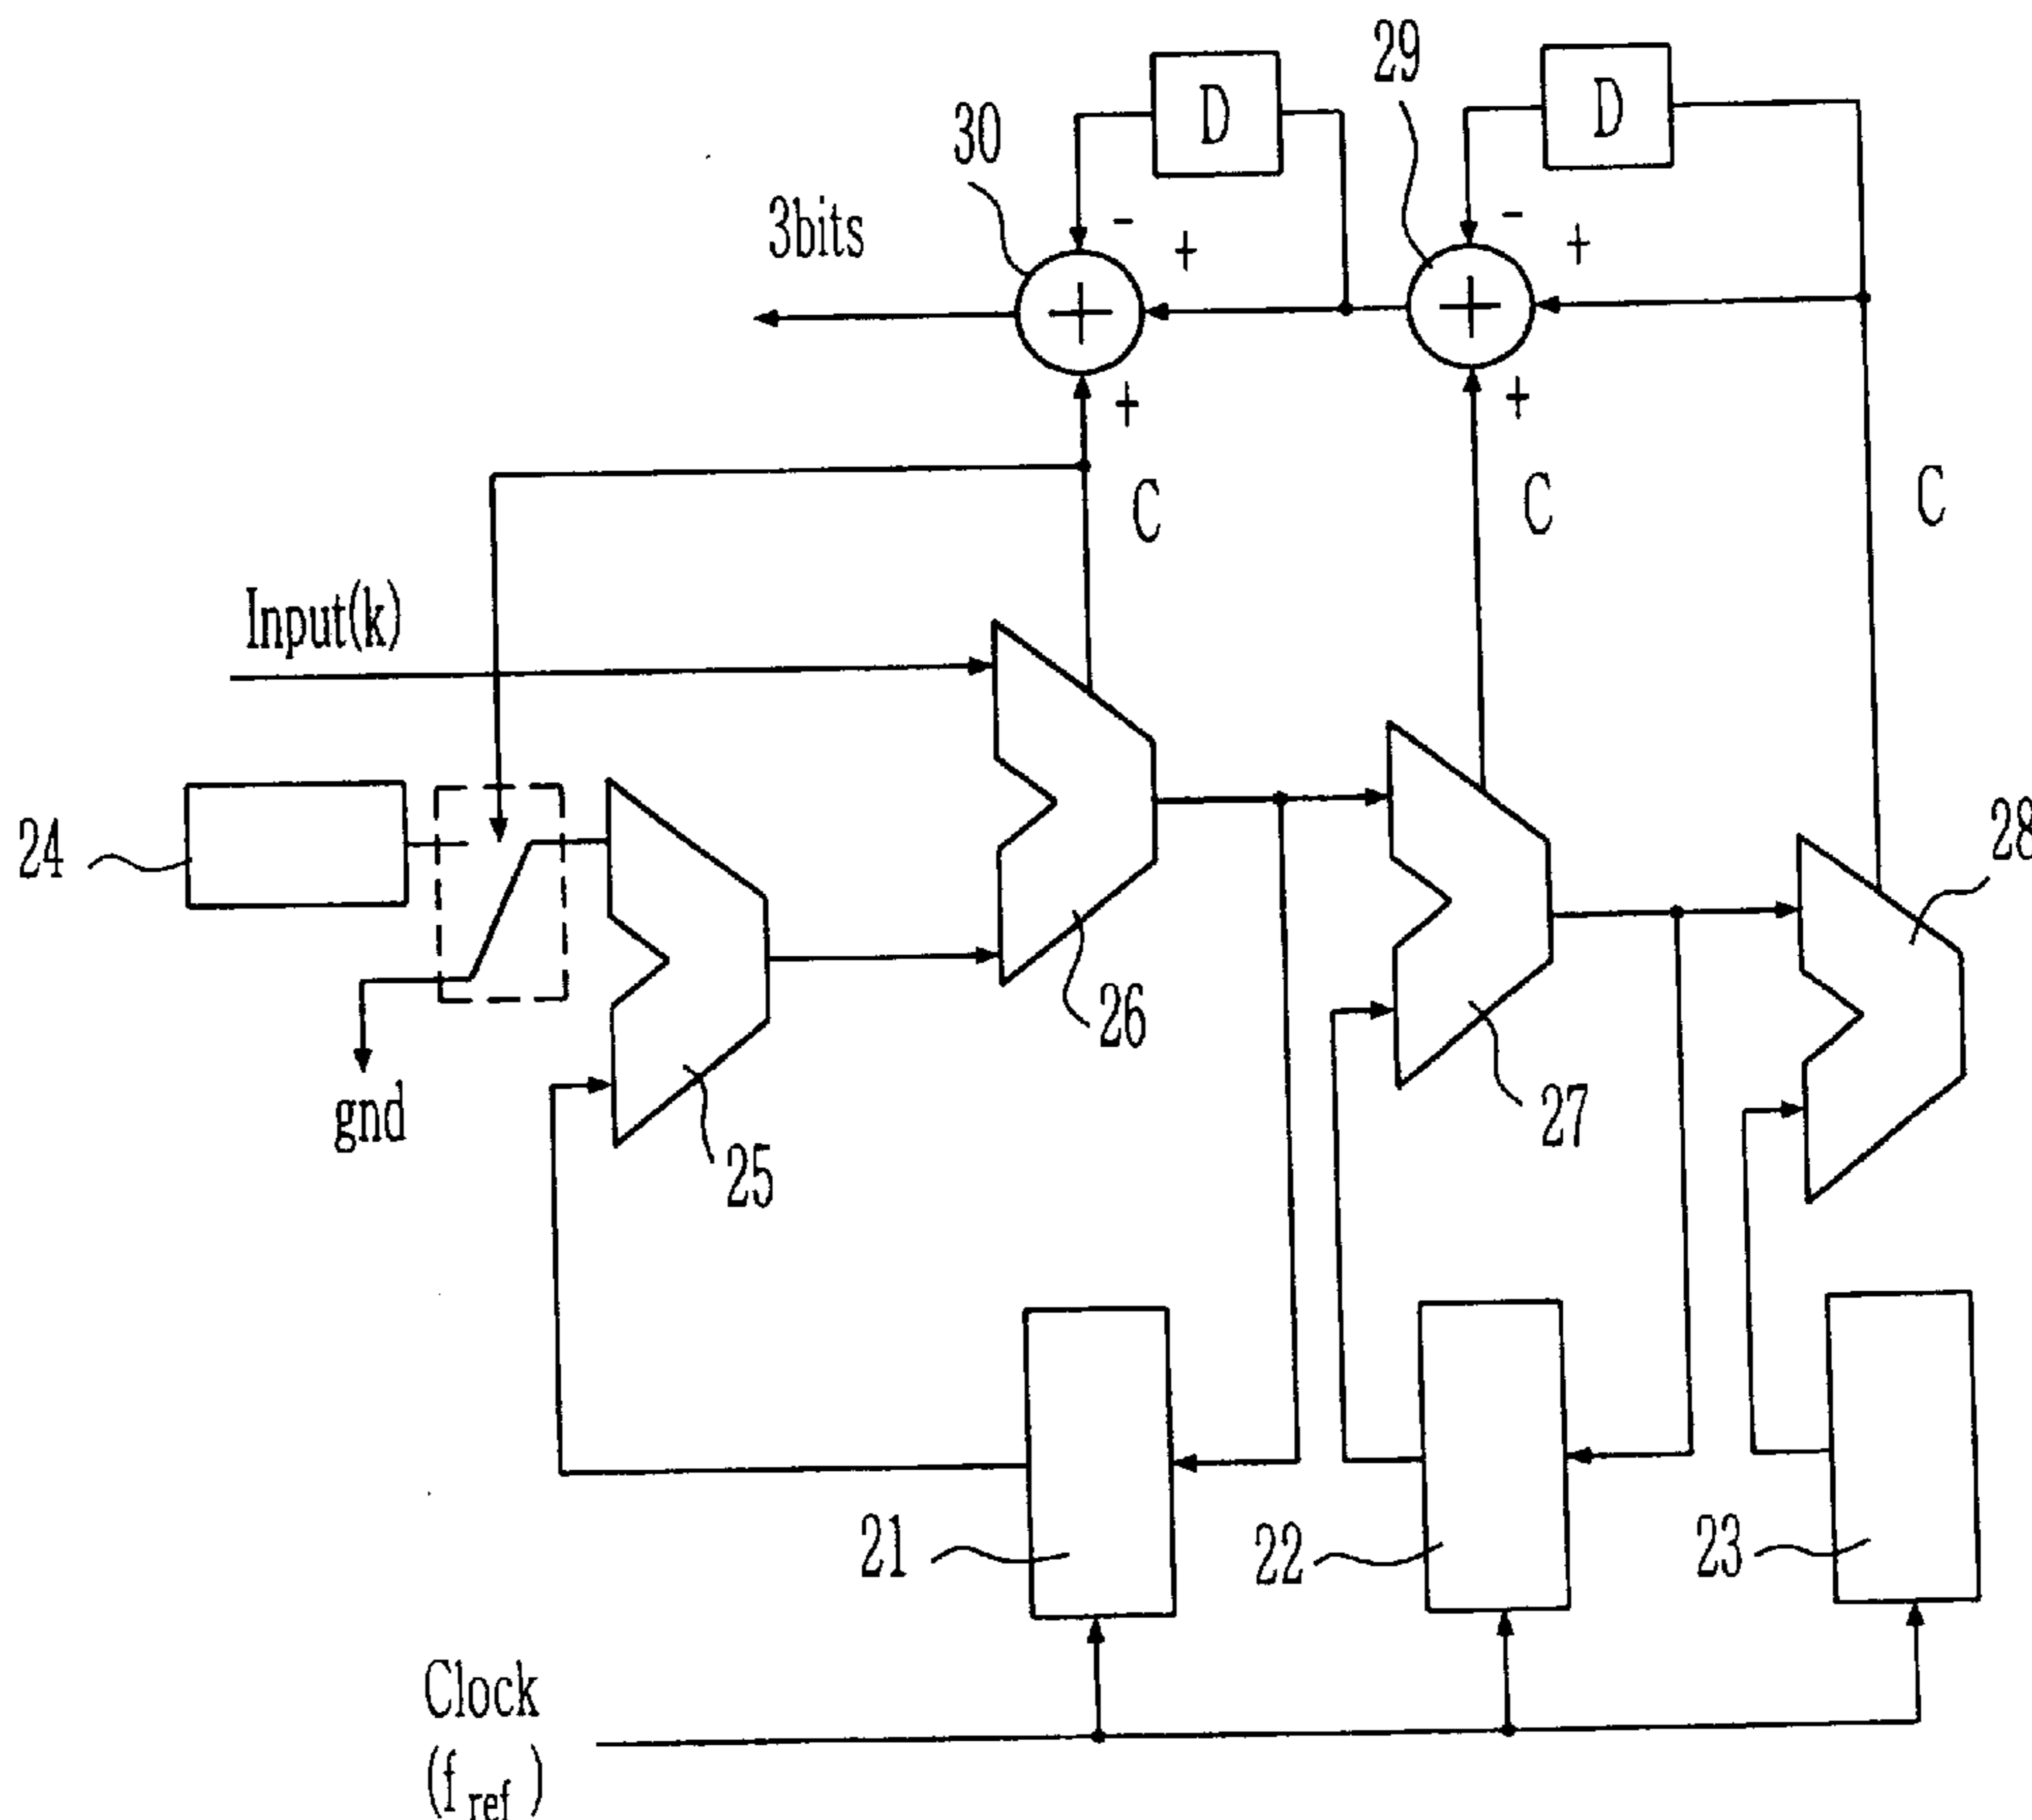 29
D
D
30
3bits
-
+
-
+
+
+
+
+
C
C
C
Input(k)
24
28
26
gnd
27
25
21
22
23
Clock
(f ref )